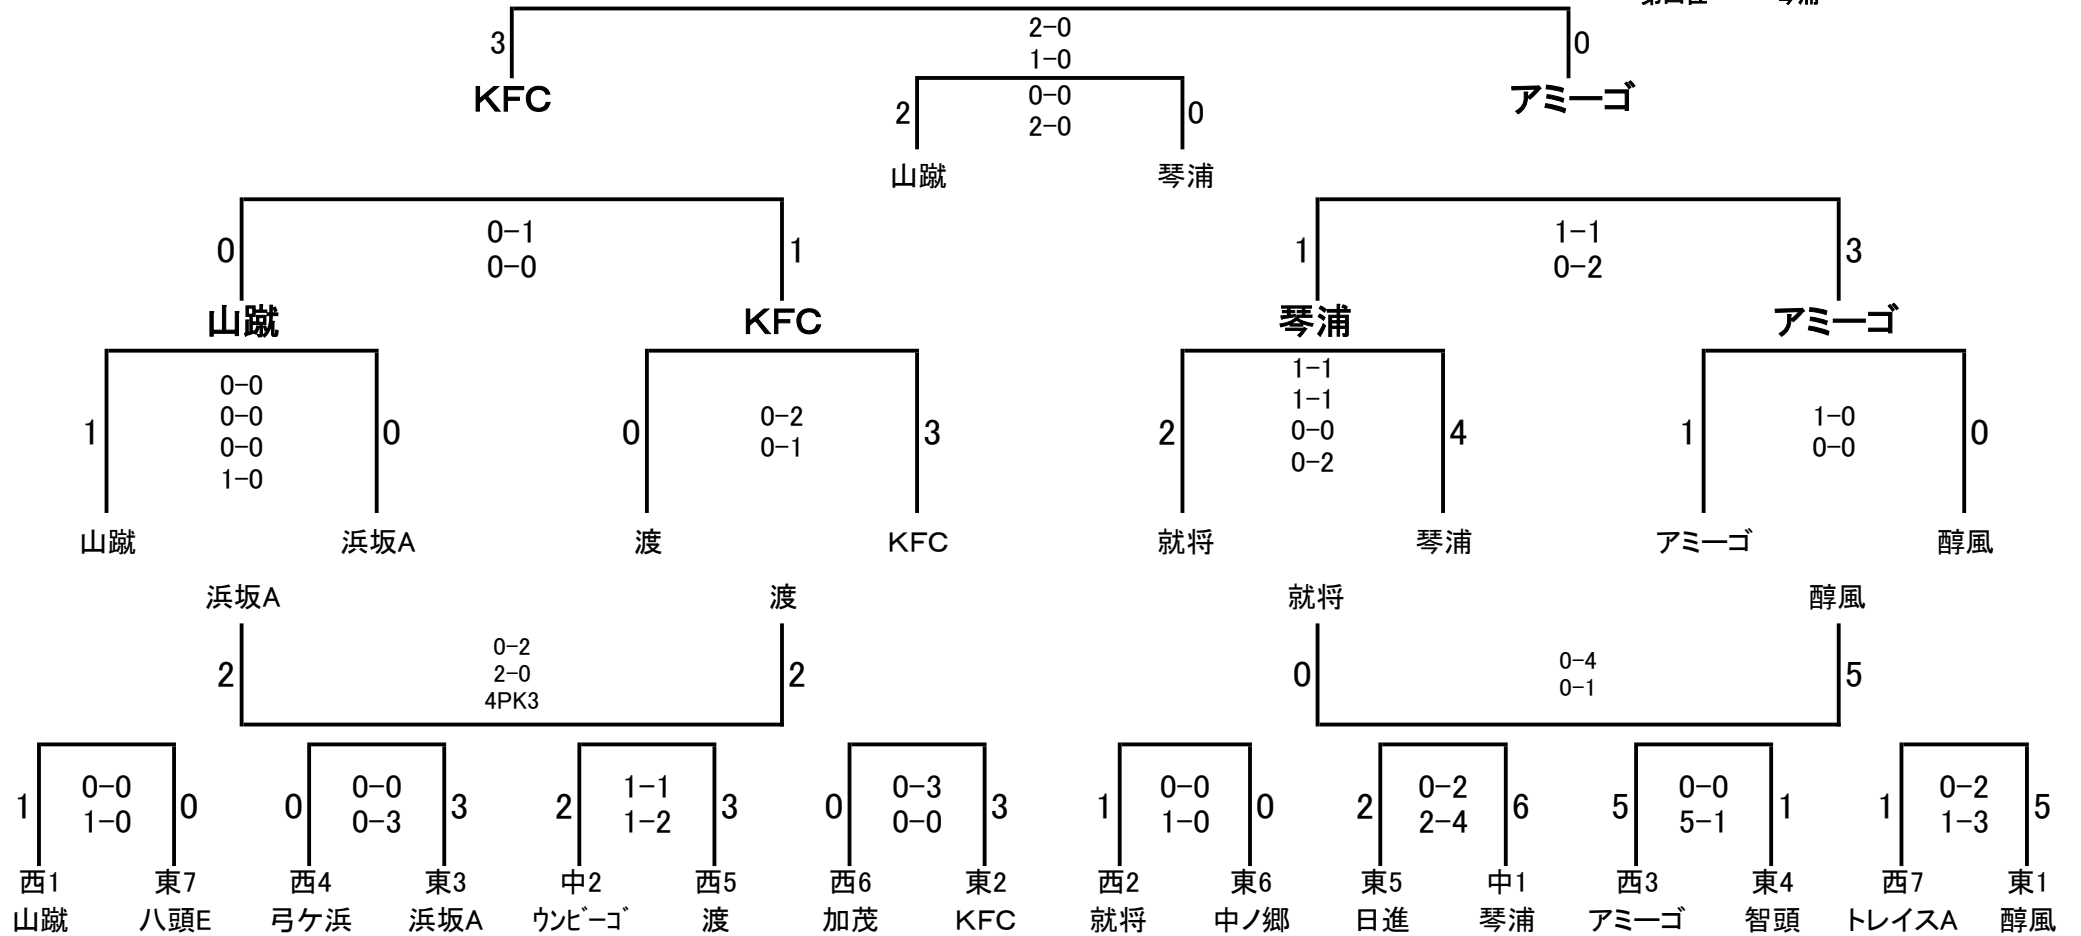 3 2-0 0
1-0
KFC アミーゴ
2 0-0 0
2-0
山蹴 琴浦
0 0-1 1 1 1-1 3
0-0 0-2
山蹴 KFC 琴浦 アミーゴ
1 0-0 0 0 0-2 3 2 1-1 4 1 1-0 0
0-0 0-1 1-1 0-0
0-0 0-0
1-0 0-2
山蹴 浜坂A 渡 KFC 就将 琴浦 アミーゴ 醇風
浜坂A 渡 就将 醇風
2 0-2 2 0 0-4 5
2-0 0-1
4PK3
1 0-0 0 0 0-0 3 2 1-1 3 0 0-3 3 1 0-0 0 2 0-2 6 5 0-0 1 1 0-2 5
1-0 0-3 1-2 0-0 1-0 2-4 5-1 1-3
西1 東7 西4 東3 中2 西5 西6 東2 西2 東6 東5 中1 西3 東4 西7 東1
山蹴 八頭E 弓ケ浜 浜坂A ｳﾝﾋﾞｰｺﾞ 渡 加茂 KFC 就将 中ノ郷 日進 琴浦 アミーゴ 智頭 トレイスA 醇風